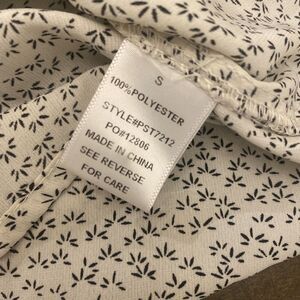 S
100% POLYESTER
STYLE#PST7212
PO#12806
MADE IN CHINA
SEE REVERSE
FOR CARE